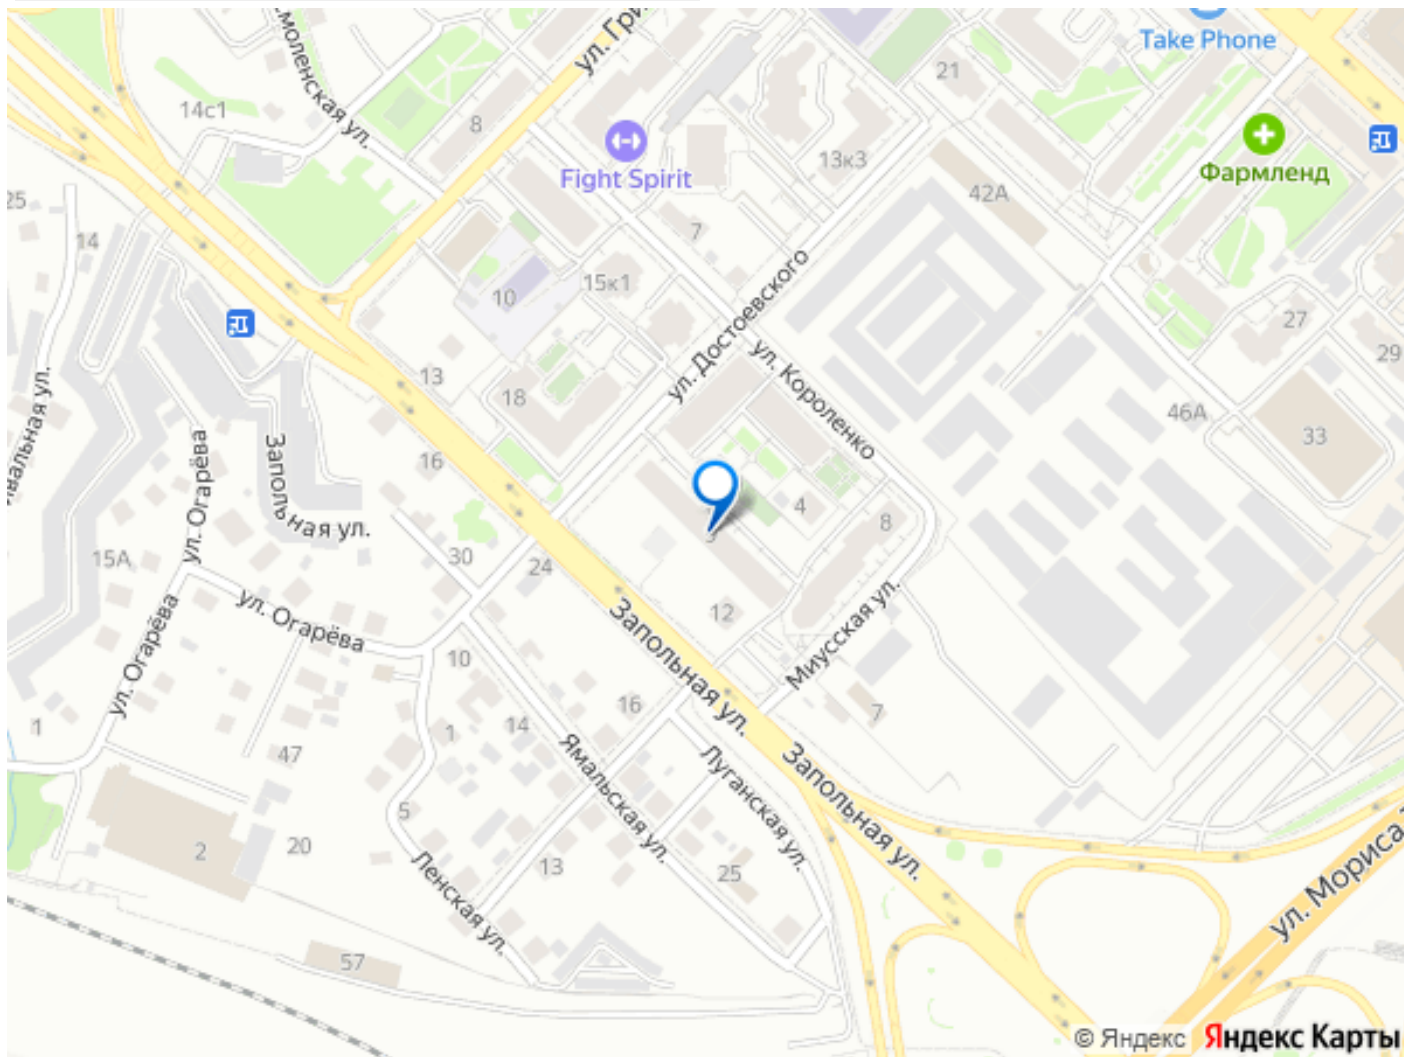 Смоленская ул.
ул. Гри
Take Phone
14с1
8
21
Fight Spirit
13к3
42А
Фармленд
25
14
7
ул. Достоевского
15к1
10
27
29
ул. Короленко
13
18
46А
33
вальная ул.
ул. Огарёва
Запольная ул.
16
4
8
15А
30
24
ул. Огарёва
ул. Огарёва
12
Запольная ул.
Миусская ул.
10
16
7
1
1
14
47
Ямальская ул.
Луганская ул.
Запольная ул.
5
2
20
13
25
Ленская ул.
ул. Мориса
57
© Яндекс Яндекс Карты